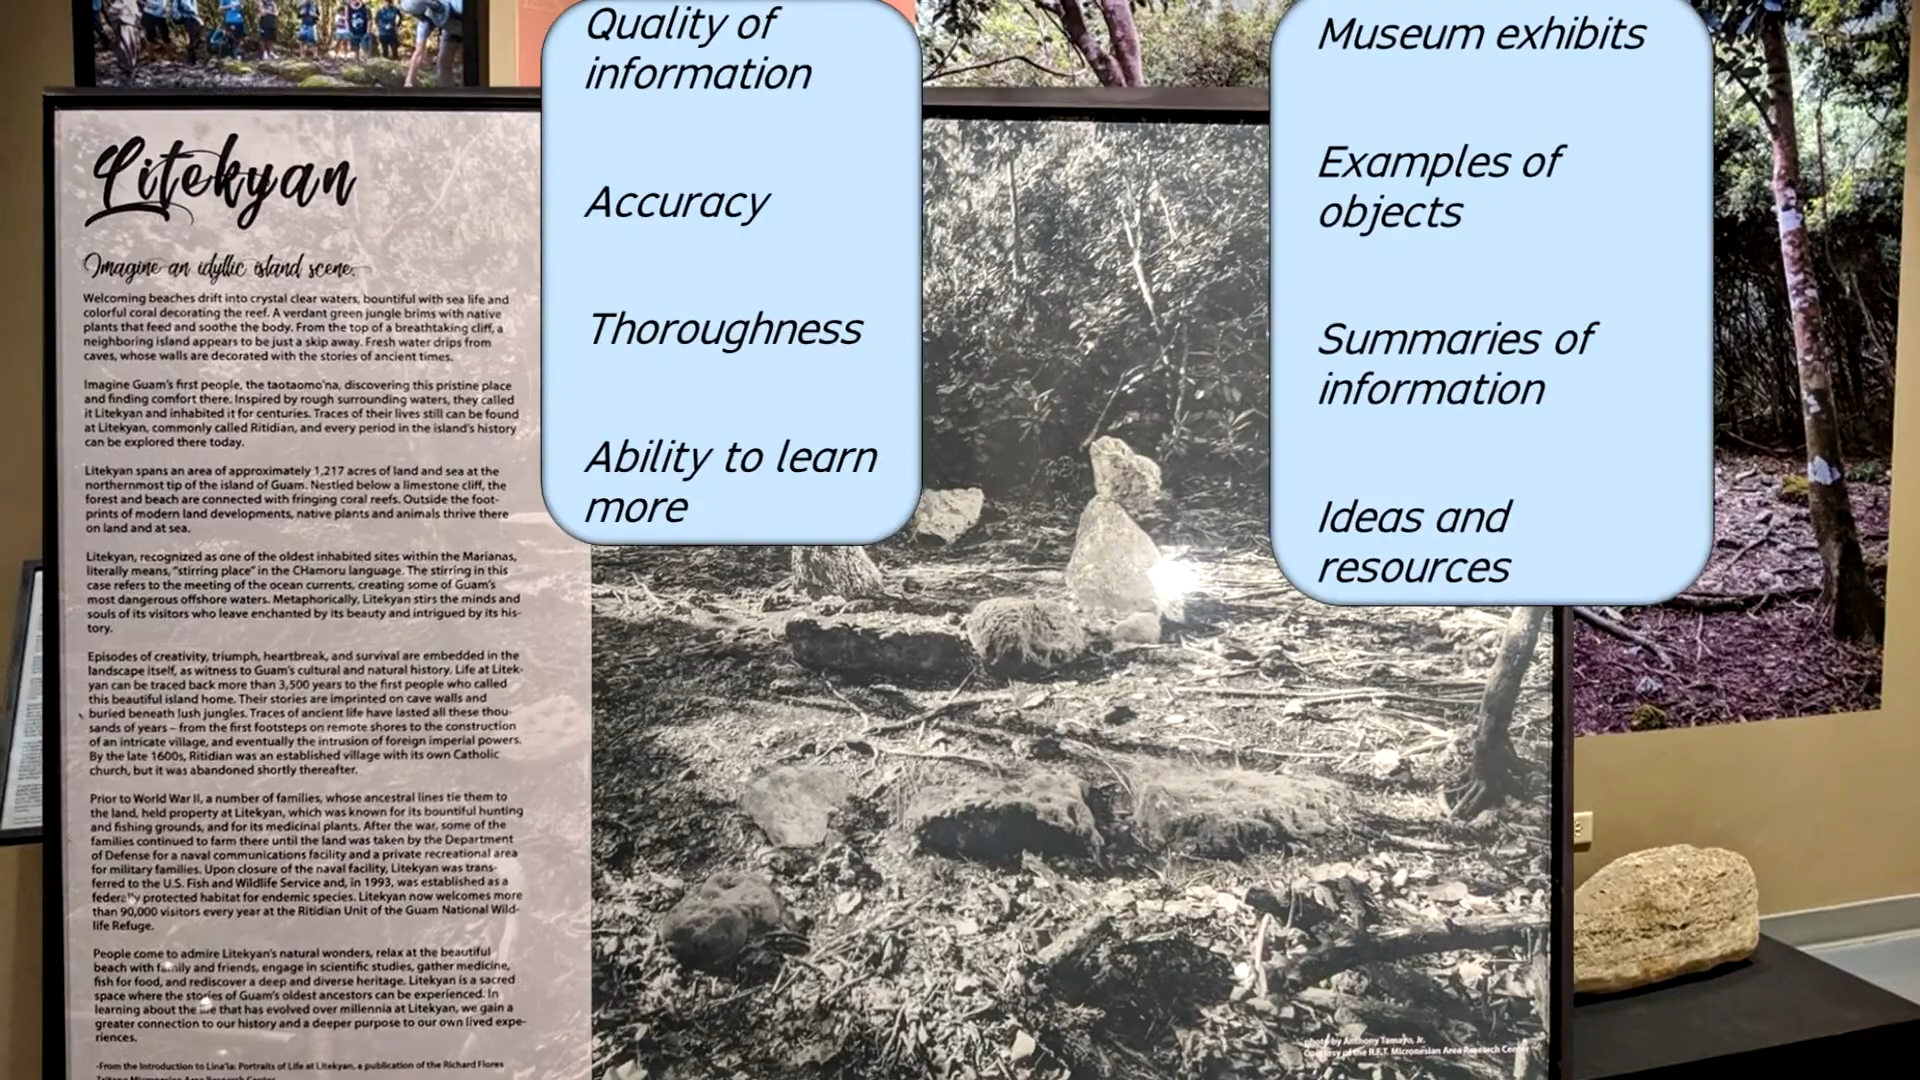 Litekyan
Imagine an idyllic island scene.
Welcoming beaches drift into crystal clear waters, bountiful with sea life and
colorful coral decorating the reef. A verdant green jungle brims with native
plants that feed and soothe the body. From the top of a breathtaking cliff, a
neighboring island appears to be just a skip away. Fresh water drips from
caves, whose walls are decorated with the stories of ancient times.
Imagine Guam's first people, the taotaomo'na, discovering this pristine place
and finding comfort there. Inspired by rough surrounding waters, they called
it Litekyan and inhabited it for centuries. Traces of their lives still can be found
at Litekyan, commonly called Ritidian, and every period in the island's history
can be explored there today.
Litekyan spans an area of approximately 1,217 acres of land and sea at the
northernmost tip of the island of Guam. Nestled below a limestone cliff, the
forest and beach are connected with fringing coral reefs. Outside the foot-
prints of modern land developments, native plants and animals thrive there
on land and at sea.
Litekyan, recognized as one of the oldest inhabited sites within the Marianas,
literally means, "stirring place" in the CHamoru language. The stirring in this
case refers to the meeting of the ocean currents, creating some of Guam's
most dangerous offshore waters. Metaphorically, Litekyan stirs the minds and
souls of its visitors who leave enchanted by its beauty and intrigued by its his-
tory.
Episodes of creativity, triumph, heartbreak, and survival are embedded in the
landscape itself, as witness to Guam's cultural and natural history. Life at Litek-
yan can be traced back more than 3,500 years to the first people who called
this beautiful island home. Their stories are imprinted on cave walls and
buried beneath lush jungles. Traces of ancient life have lasted all these thou-
sands of years – from the first footsteps on remote shores to the construction
of an intricate village, and eventually the intrusion of foreign imperial powers.
By the late 1600s, Ritidian was an established village with its own Catholic
church, but it was abandoned shortly thereafter.
Prior to World War II, a number of families, whose ancestral lines tie them to
the land, held property at Litekyan, which was known for its bountiful hunting
and fishing grounds, and for its medicinal plants. After the war, some of the
families continued to farm there until the land was taken by the Department
of Defense for a naval communications facility and a private recreational area
for military families. Upon closure of the naval facility, Litekyan was trans-
ferred to the U.S. Fish and Wildlife Service and, in 1993, was established as a
federally protected habitat for endemic species. Litekyan now welcomes more
than 90,000 visitors every year at the Ritidian Unit of the Guam National Wild-
life Refuge.
People come to admire Litekyan's natural wonders, relax at the beautiful
beach with family and friends, engage in scientific studies, gather medicine,
fish for food, and rediscover a deep and diverse heritage. Litekyan is a sacred
space where the stories of Guam's oldest ancestors can be experienced. In
learning about the life that has evolved over millennia at Litekyan, we gain a
greater connection to our history and a deeper purpose to our own lived expe-
riences.
-From the Introduction to Lina'la: Portraits of Life at Litekyan, a publication of the Richard Flores
Taitano Micronesian Area Research Center
Quality of
information
Accuracy
Thoroughness
Ability to learn
more
Museum exhibits
Examples of
objects
Summaries of
information
Ideas and
resources
photo by Anthony Tamayo, Jr.
Courtesy of the R.F.T. Micronesian Area Research Center